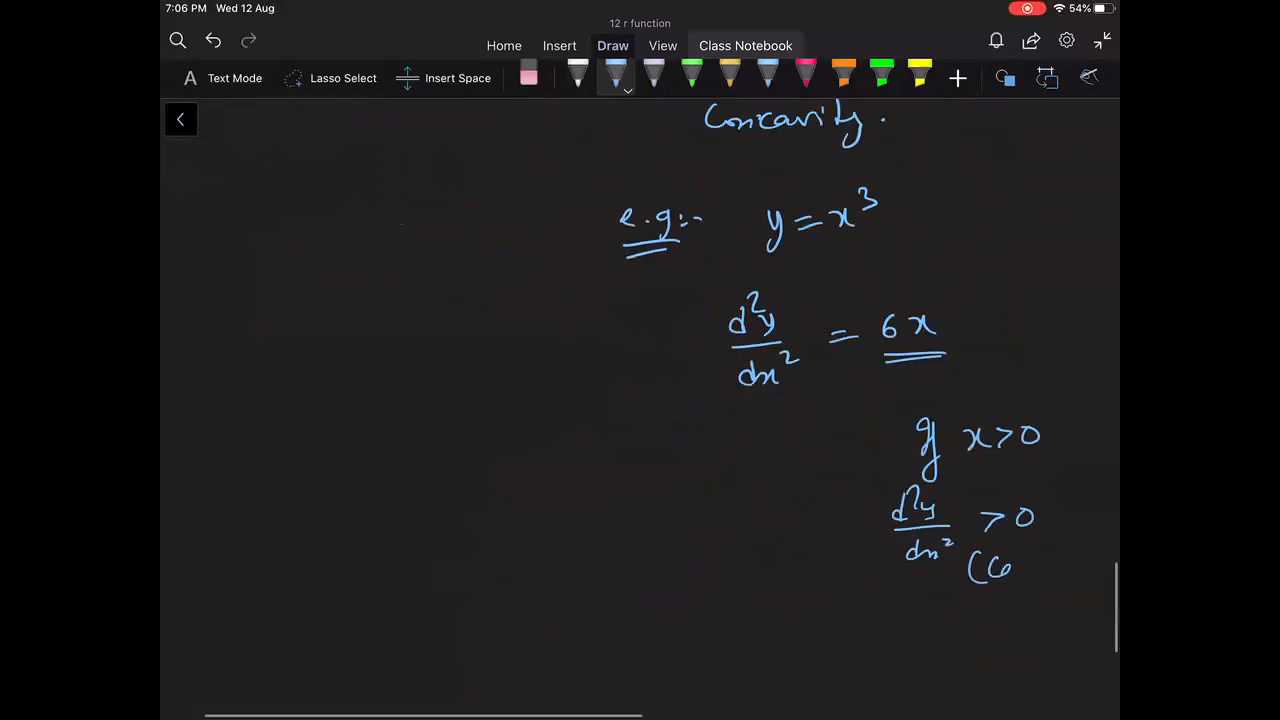 7:06 PM Wed 12 Aug
54%
12 r function
Home Insert Draw View Class Notebook
Text Mode Lasso Select Insert Space
Concavity.
e.g:- y = x³
d²y/dx² = 6x
If x > 0
d²y/dx² > 0
(